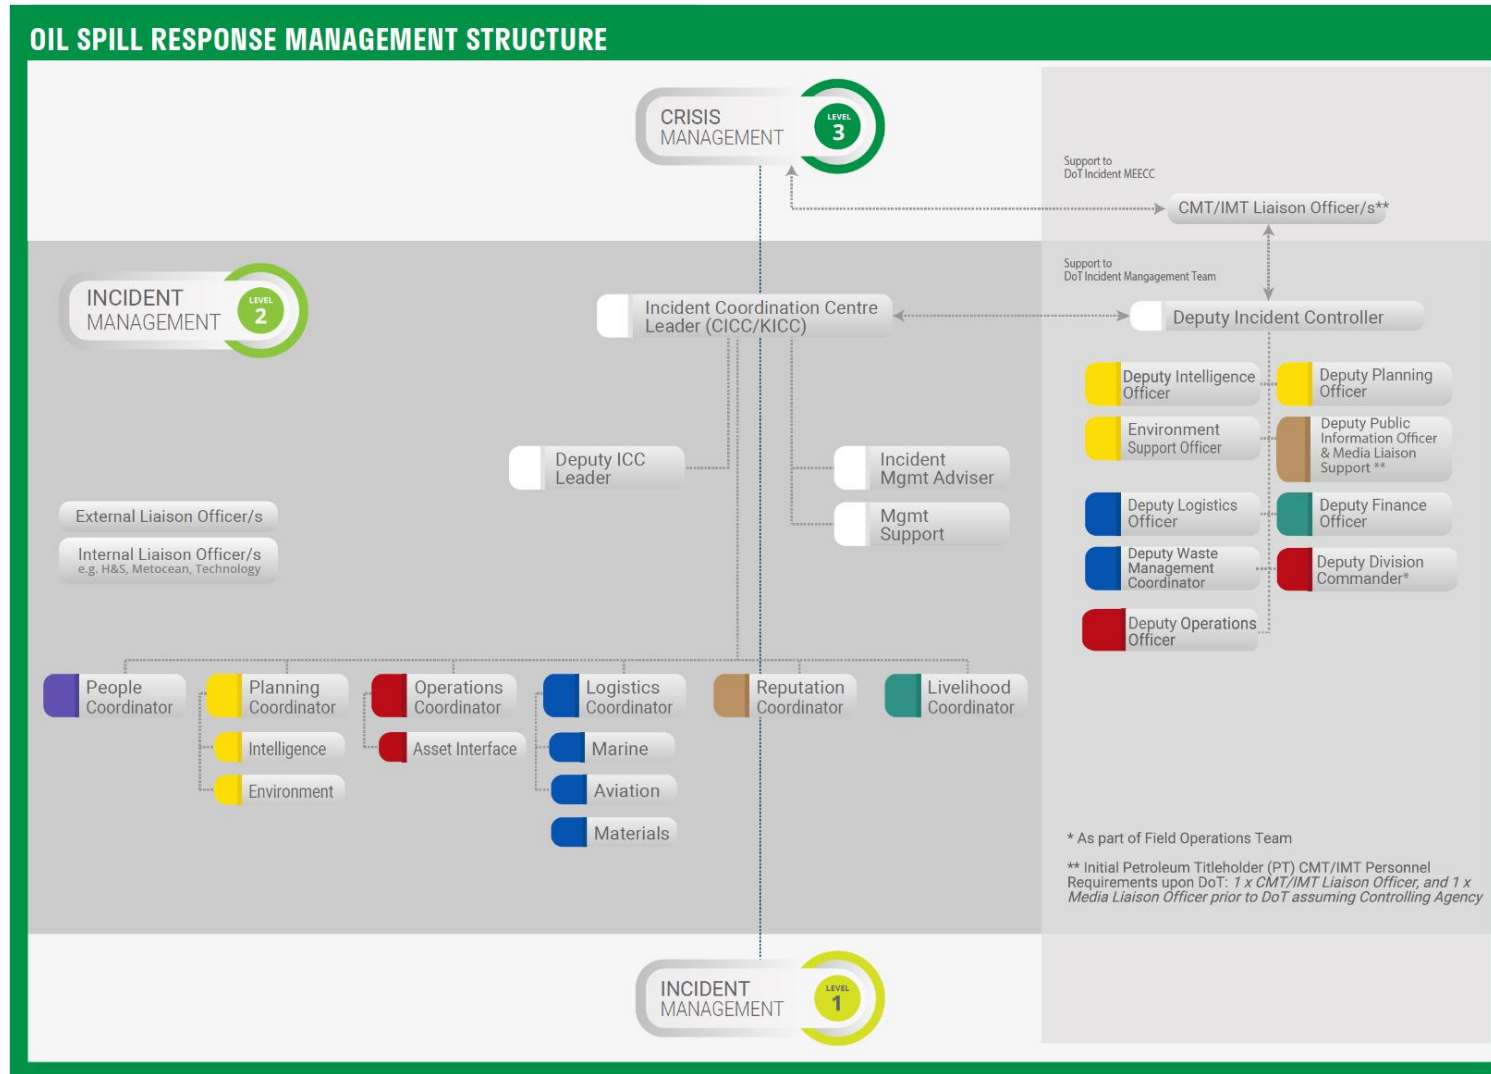 OIL SPILL RESPONSE MANAGEMENT STRUCTURE
CRISIS
MANAGEMENT
LEVEL
3
Support to
DoT Incident MEECC
CMT/IMT Liaison Officer/s**
INCIDENT
MANAGEMENT
LEVEL
2
Support to
DoT Incident Mangagement Team
Incident Coordination Centre
Leader (CICC/KICC)
Deputy Incident Controller
Deputy Intelligence
Officer
Deputy Planning
Officer
Environment
Support Officer
Deputy Public
Information Officer
& Media Liaison
Support **
Deputy ICC
Leader
Incident
Mgmt Adviser
Mgmt
Support
External Liaison Officer/s
Internal Liaison Officer/s
e.g. H&S, Metocean, Technology
Deputy Logistics
Officer
Deputy Finance
Officer
Deputy Waste
Management
Coordinator
Deputy Division
Commander*
Deputy Operations
Officer
People
Coordinator
Planning
Coordinator
Operations
Coordinator
Logistics
Coordinator
Reputation
Coordinator
Livelihood
Coordinator
Intelligence
Asset Interface
Marine
Environment
Aviation
Materials
* As part of Field Operations Team
** Initial Petroleum Titleholder (PT) CMT/IMT Personnel
Requirements upon DoT: 1 x CMT/IMT Liaison Officer, and 1 x
Media Liaison Officer prior to DoT assuming Controlling Agency
INCIDENT
MANAGEMENT
LEVEL
1